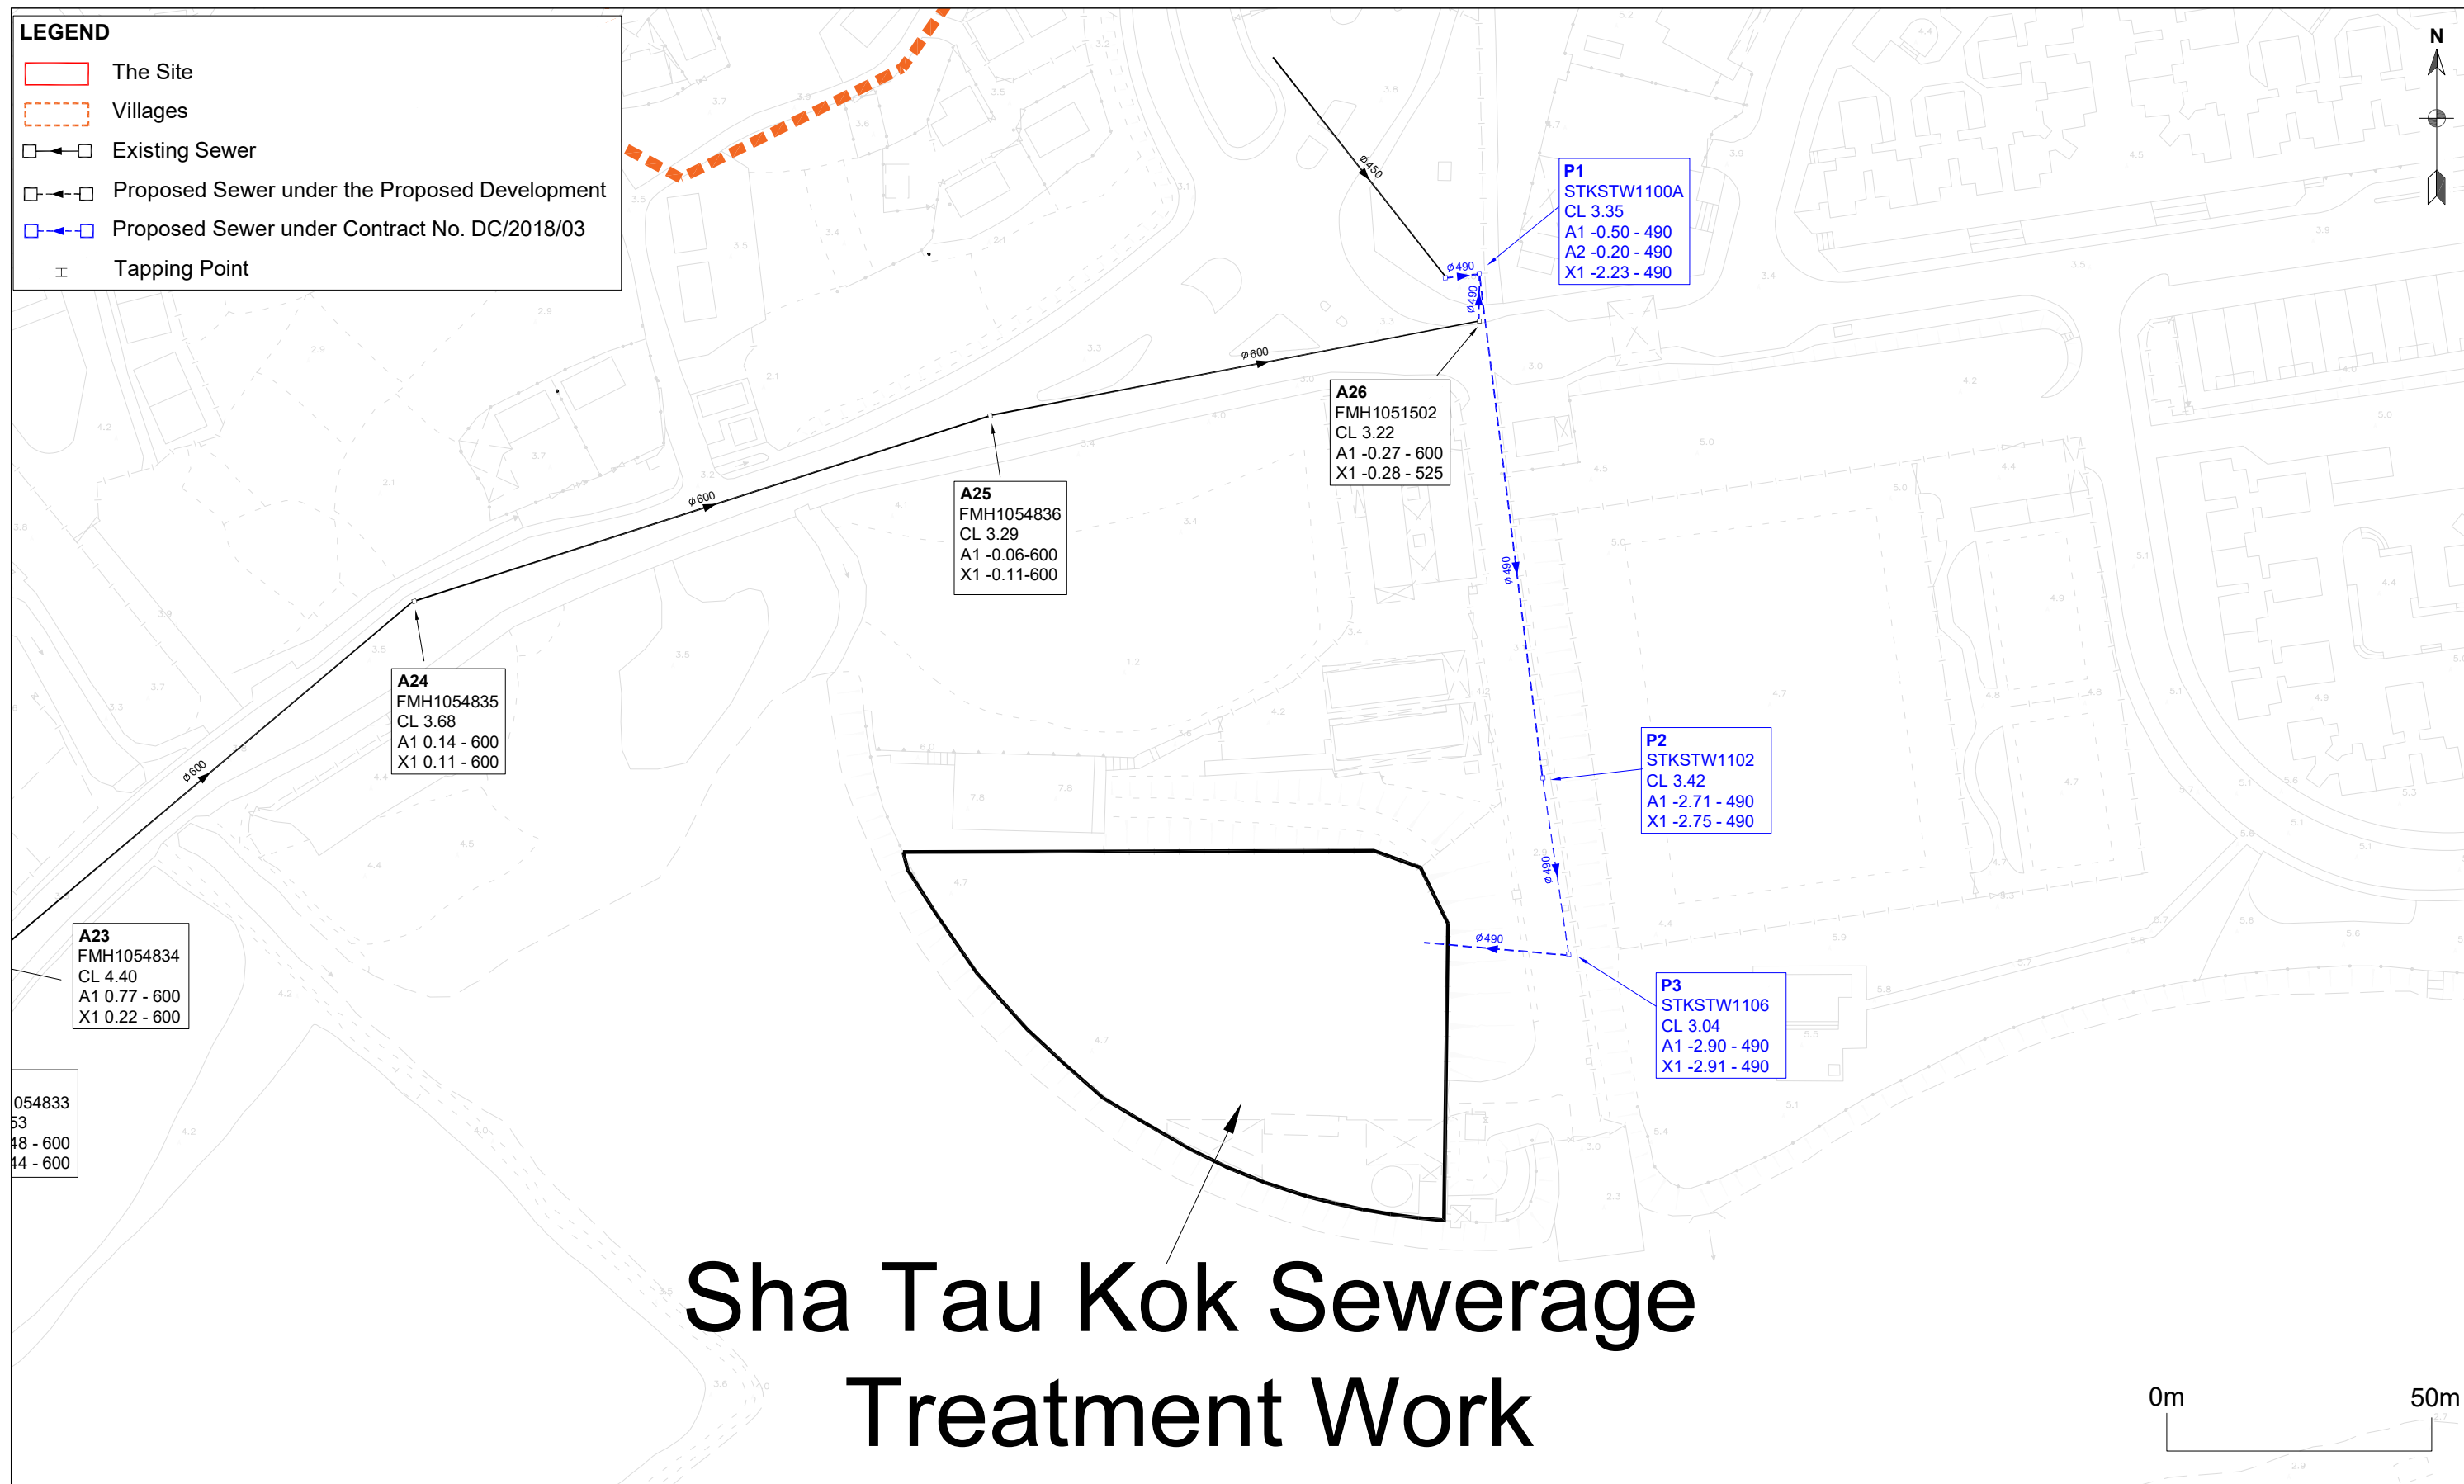 LEGEND
The Site
Villages
Existing Sewer
Proposed Sewer under the Proposed Development
Proposed Sewer under Contract No. DC/2018/03
Tapping Point
N
ø450
P1
STKSTW1100A
CL 3.35
A1 -0.50 - 490
A2 -0.20 - 490
X1 -2.23 - 490
ø490
ø490
ø600
A26
FMH1051502
CL 3.22
A1 -0.27 - 600
X1 -0.28 - 525
ø600
A25
FMH1054836
CL 3.29
A1 -0.06-600
X1 -0.11-600
ø490
A24
FMH1054835
CL 3.68
A1 0.14 - 600
X1 0.11 - 600
ø600
P2
STKSTW1102
CL 3.42
A1 -2.71 - 490
X1 -2.75 - 490
ø490
A23
FMH1054834
CL 4.40
A1 0.77 - 600
X1 0.22 - 600
ø490
P3
STKSTW1106
CL 3.04
A1 -2.90 - 490
X1 -2.91 - 490
054833
53
48 - 600
44 - 600
Sha Tau Kok Sewerage
Treatment Work
0m 50m